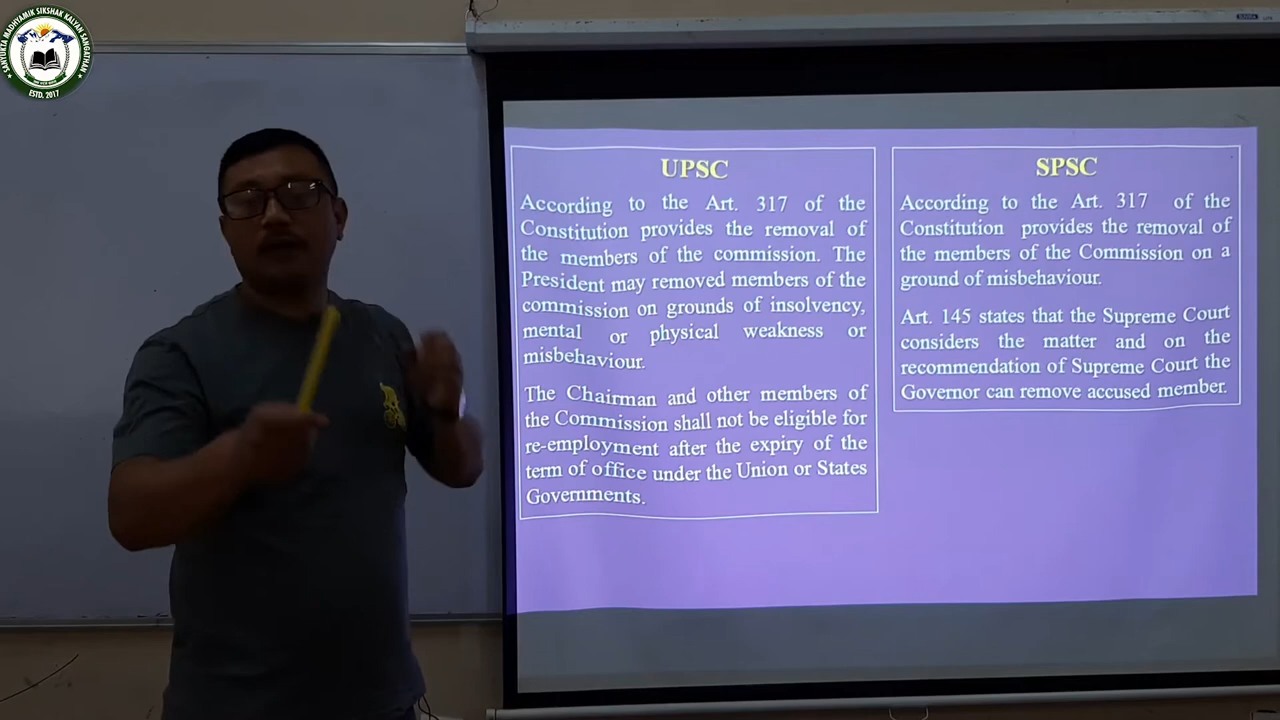 SANYUKTA MADHYAMIK SIKSHAK KALYAN SANGATHAN
ESTD. 2017
UPSC
According to the Art. 317 of the
Constitution provides the removal of
the members of the commission. The
President may removed members of the
commission on grounds of insolvency,
mental or physical weakness or
misbehaviour.
The Chairman and other members of
the Commission shall not be eligible for
re-employment after the expiry of the
term of office under the Union or States
Governments.
SPSC
According to the Art. 317 of the
Constitution provides the removal of
the members of the Commission on a
ground of misbehaviour.
Art. 145 states that the Supreme Court
considers the matter and on the
recommendation of Supreme Court the
Governor can remove accused member.